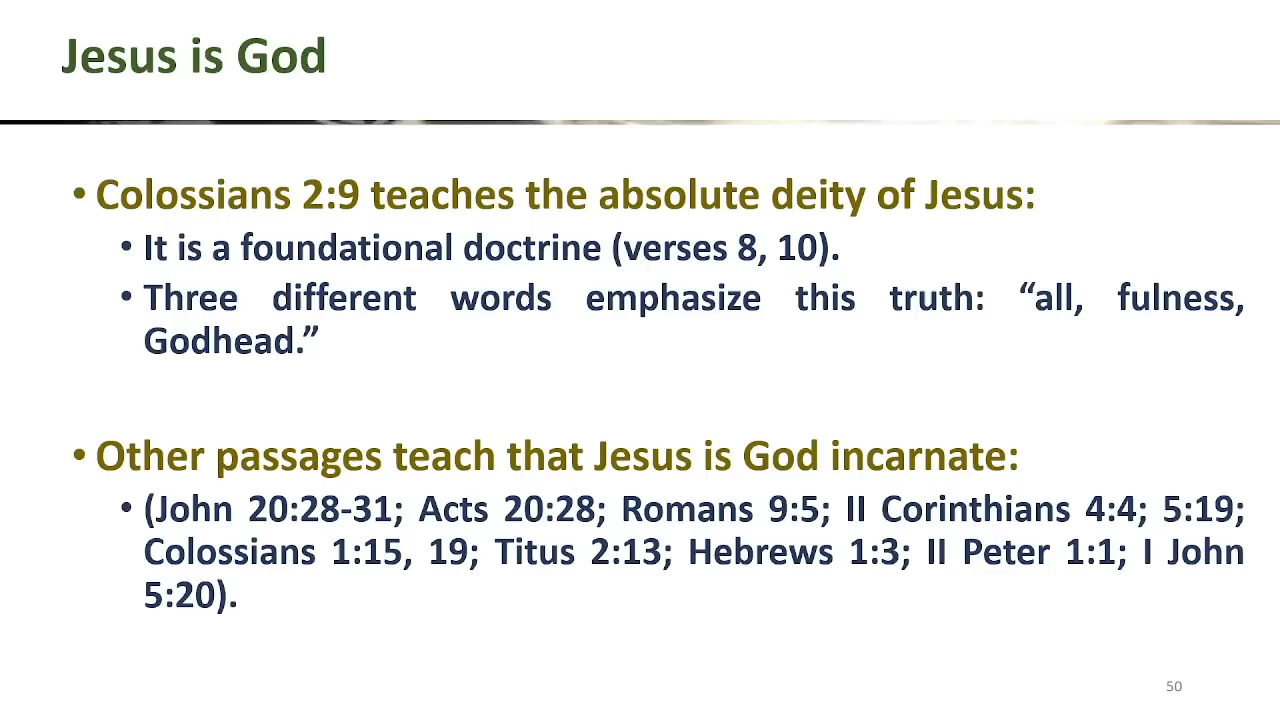 Jesus is God
• Colossians 2:9 teaches the absolute deity of Jesus:
• It is a foundational doctrine (verses 8, 10).
• Three different words emphasize this truth: “all, fulness,
Godhead.”
• Other passages teach that Jesus is God incarnate:
• (John 20:28-31; Acts 20:28; Romans 9:5; II Corinthians 4:4; 5:19;
Colossians 1:15, 19; Titus 2:13; Hebrews 1:3; II Peter 1:1; I John
5:20).
50